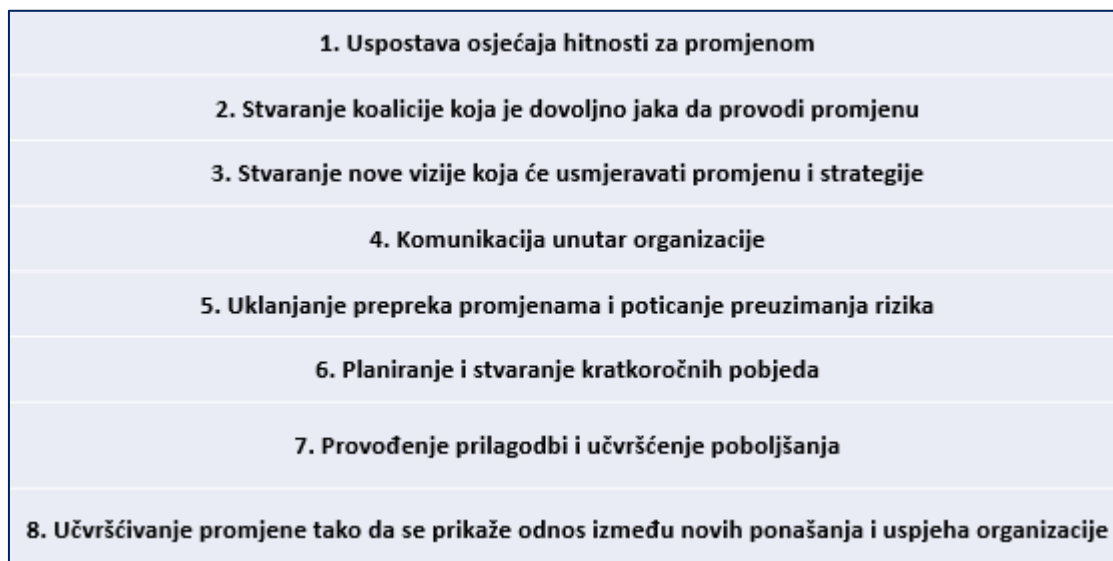 1. Uspostava osjećaja hitnosti za promjenom
2. Stvaranje koalicije koja je dovoljno jaka da provodi promjenu
3. Stvaranje nove vizije koja će usmjeravati promjenu i strategije
4. Komunikacija unutar organizacije
5. Uklanjanje prepreka promjenama i poticanje preuzimanja rizika
6. Planiranje i stvaranje kratkoročnih pobjeda
7. Provođenje prilagodbi i učvršćenje poboljšanja
8. Učvršćivanje promjene tako da se prikaže odnos između novih ponašanja i uspjeha organizacije